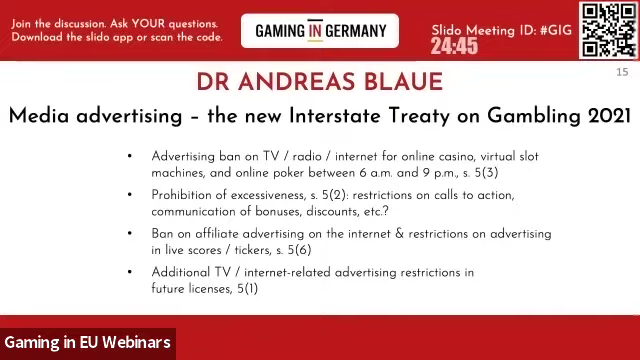 Join the discussion. Ask YOUR questions.
Download the slido app or scan the code.
GAMING IN GERMANY
Slido Meeting ID: #GIG
24:45
15
DR ANDREAS BLAUE
Media advertising – the new Interstate Treaty on Gambling 2021
• Advertising ban on TV / radio / internet for online casino, virtual slot
machines, and online poker between 6 a.m. and 9 p.m., s. 5(3)
• Prohibition of excessiveness, s. 5(2): restrictions on calls to action,
communication of bonuses, discounts, etc.?
• Ban on affiliate advertising on the internet & restrictions on advertising
in live scores / tickers, s. 5(6)
• Additional TV / internet-related advertising restrictions in
future licenses, 5(1)
Gaming in EU Webinars